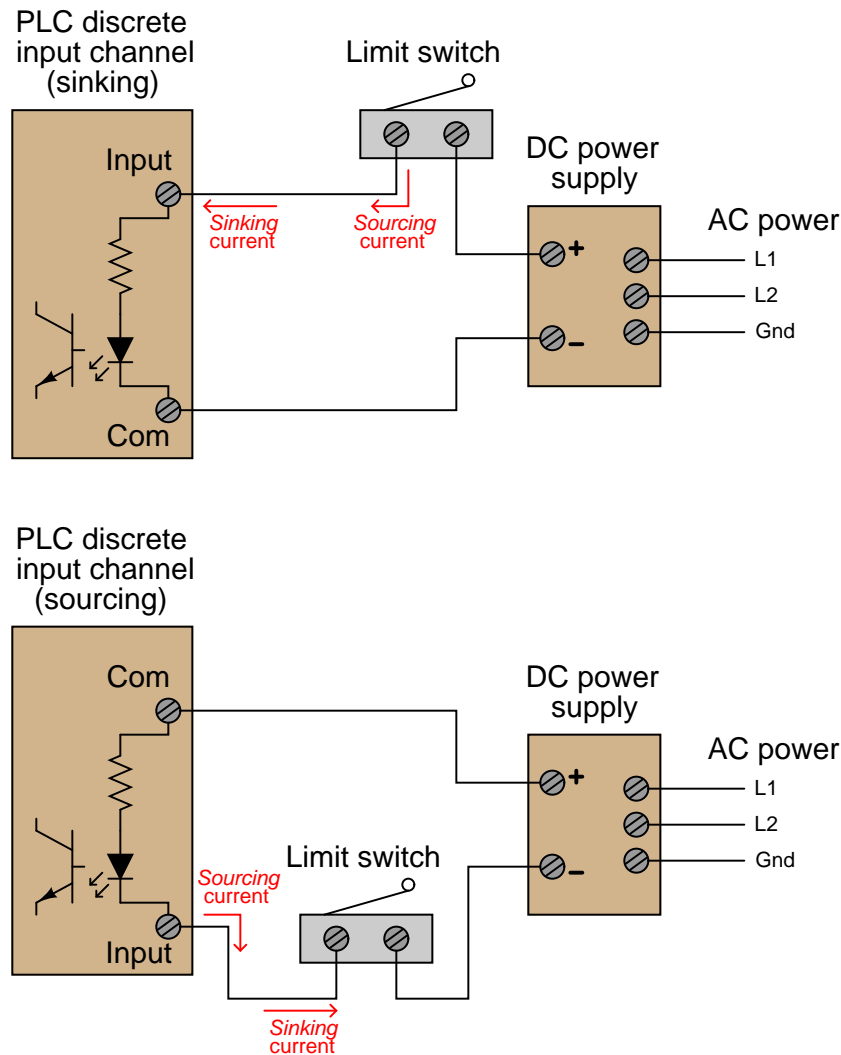 PLC discrete
input channel
(sinking)
Limit switch
Input
DC power
supply
AC power
Sinking
current
Sourcing
current
+
L1
L2
–
Gnd
Com
PLC discrete
input channel
(sourcing)
Com
DC power
supply
AC power
+
L1
L2
Limit switch
–
Gnd
Sourcing
current
Input
Sinking
current